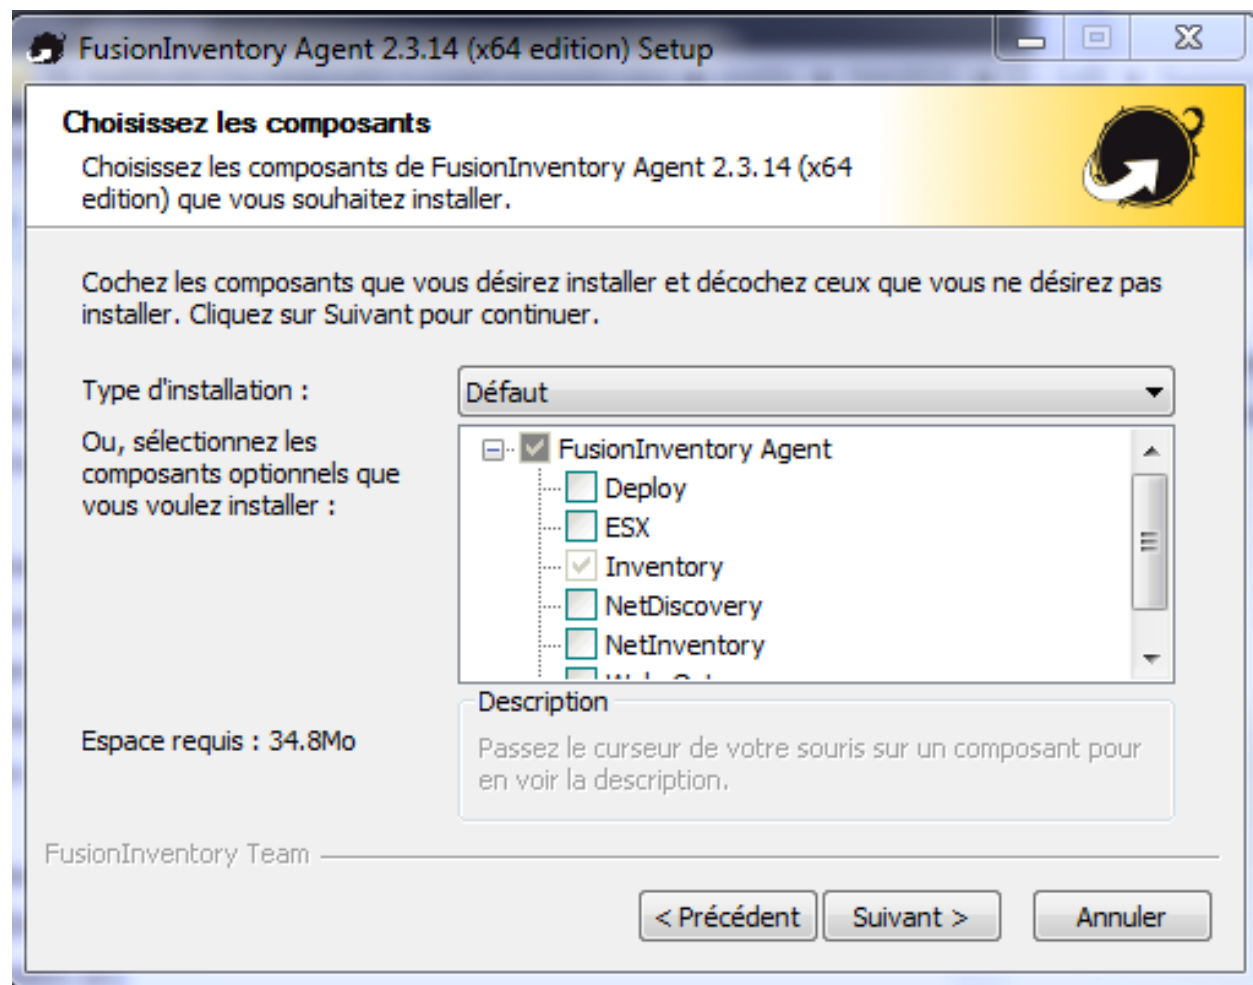 FusionInventory Agent 2.3.14 (x64 edition) Setup
Choisissez les composants
Choisissez les composants de FusionInventory Agent 2.3.14 (x64
edition) que vous souhaitez installer.
Cochez les composants que vous désirez installer et décochez ceux que vous ne désirez pas
installer. Cliquez sur Suivant pour continuer.
Type d'installation :
Défaut
Ou, sélectionnez les
composants optionnels que
vous voulez installer :
FusionInventory Agent
Deploy
ESX
Inventory
NetDiscovery
NetInventory
Espace requis : 34.8Mo
Description
Passez le curseur de votre souris sur un composant pour
en voir la description.
FusionInventory Team
< Précédent
Suivant >
Annuler